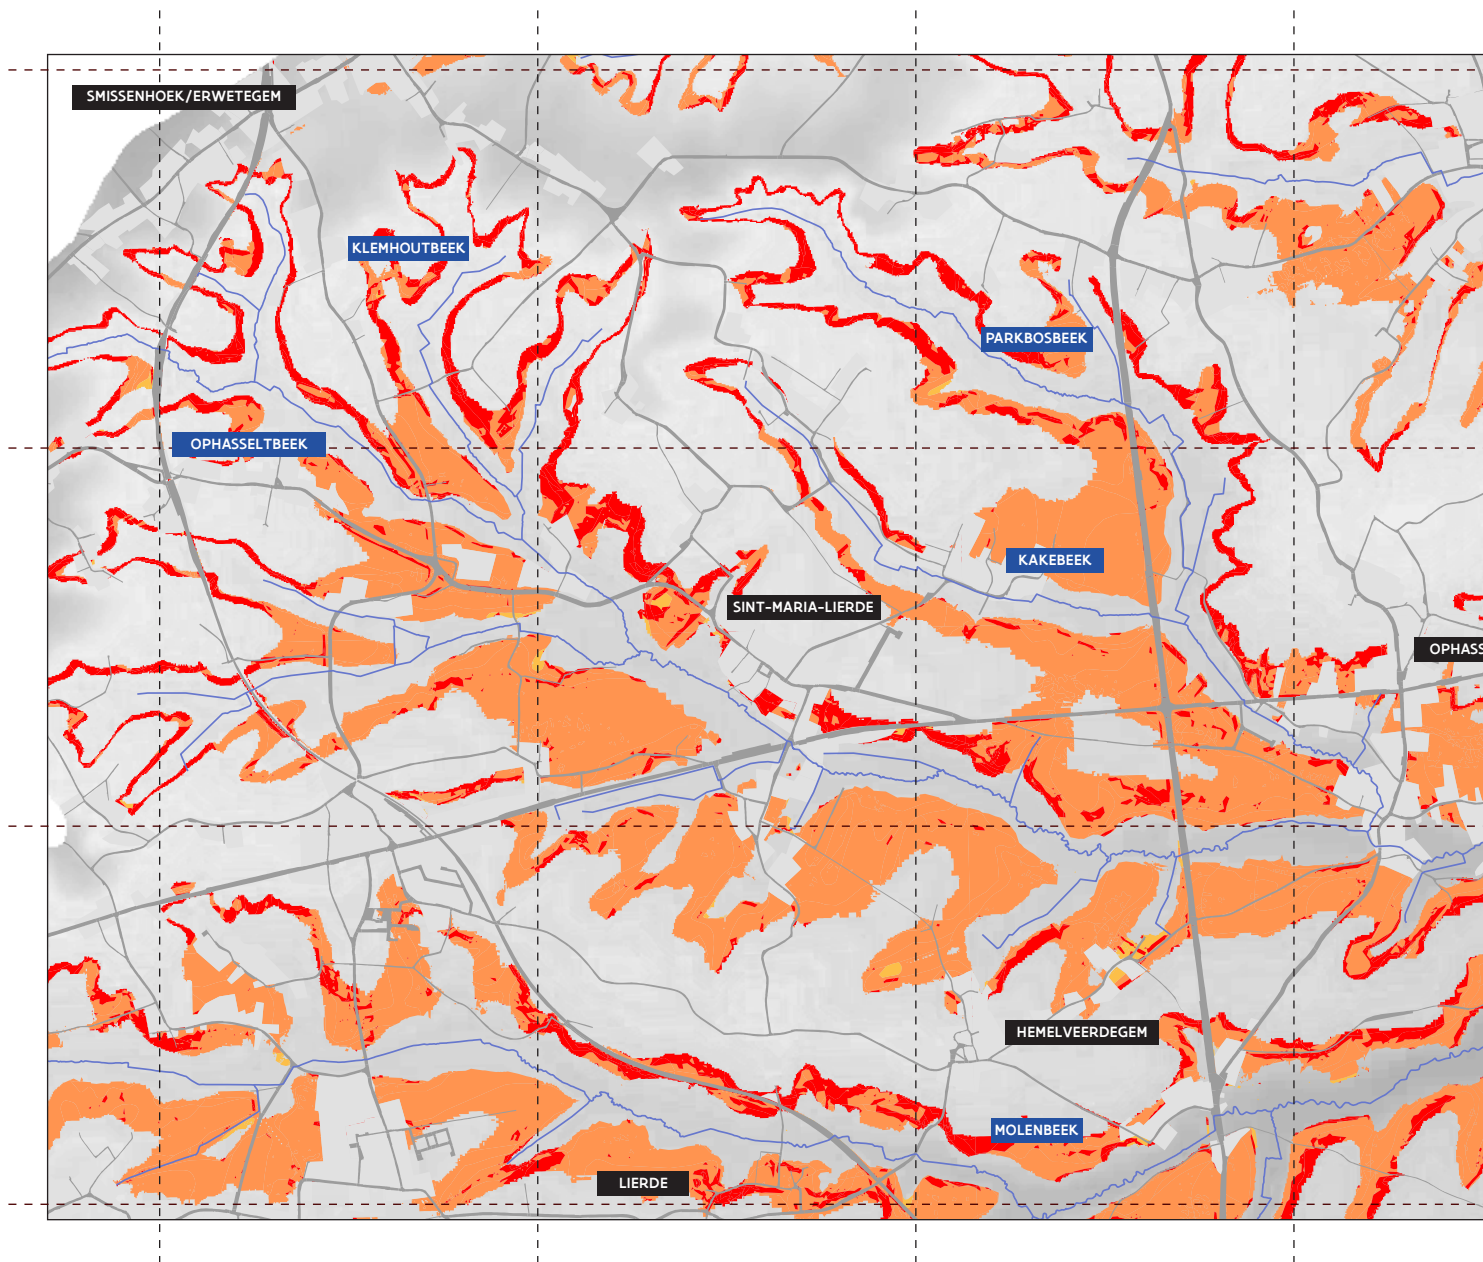 SMISSENHOEK/ERWETEGEM
KLEMHOUTBEEK
PARKBOSBEEK
OPHASSELTBEEK
KAKEBEEK
SINT-MARIA-LIERDE
OPHASS
HEMELVEERDEGEM
MOLENBEEK
LIERDE